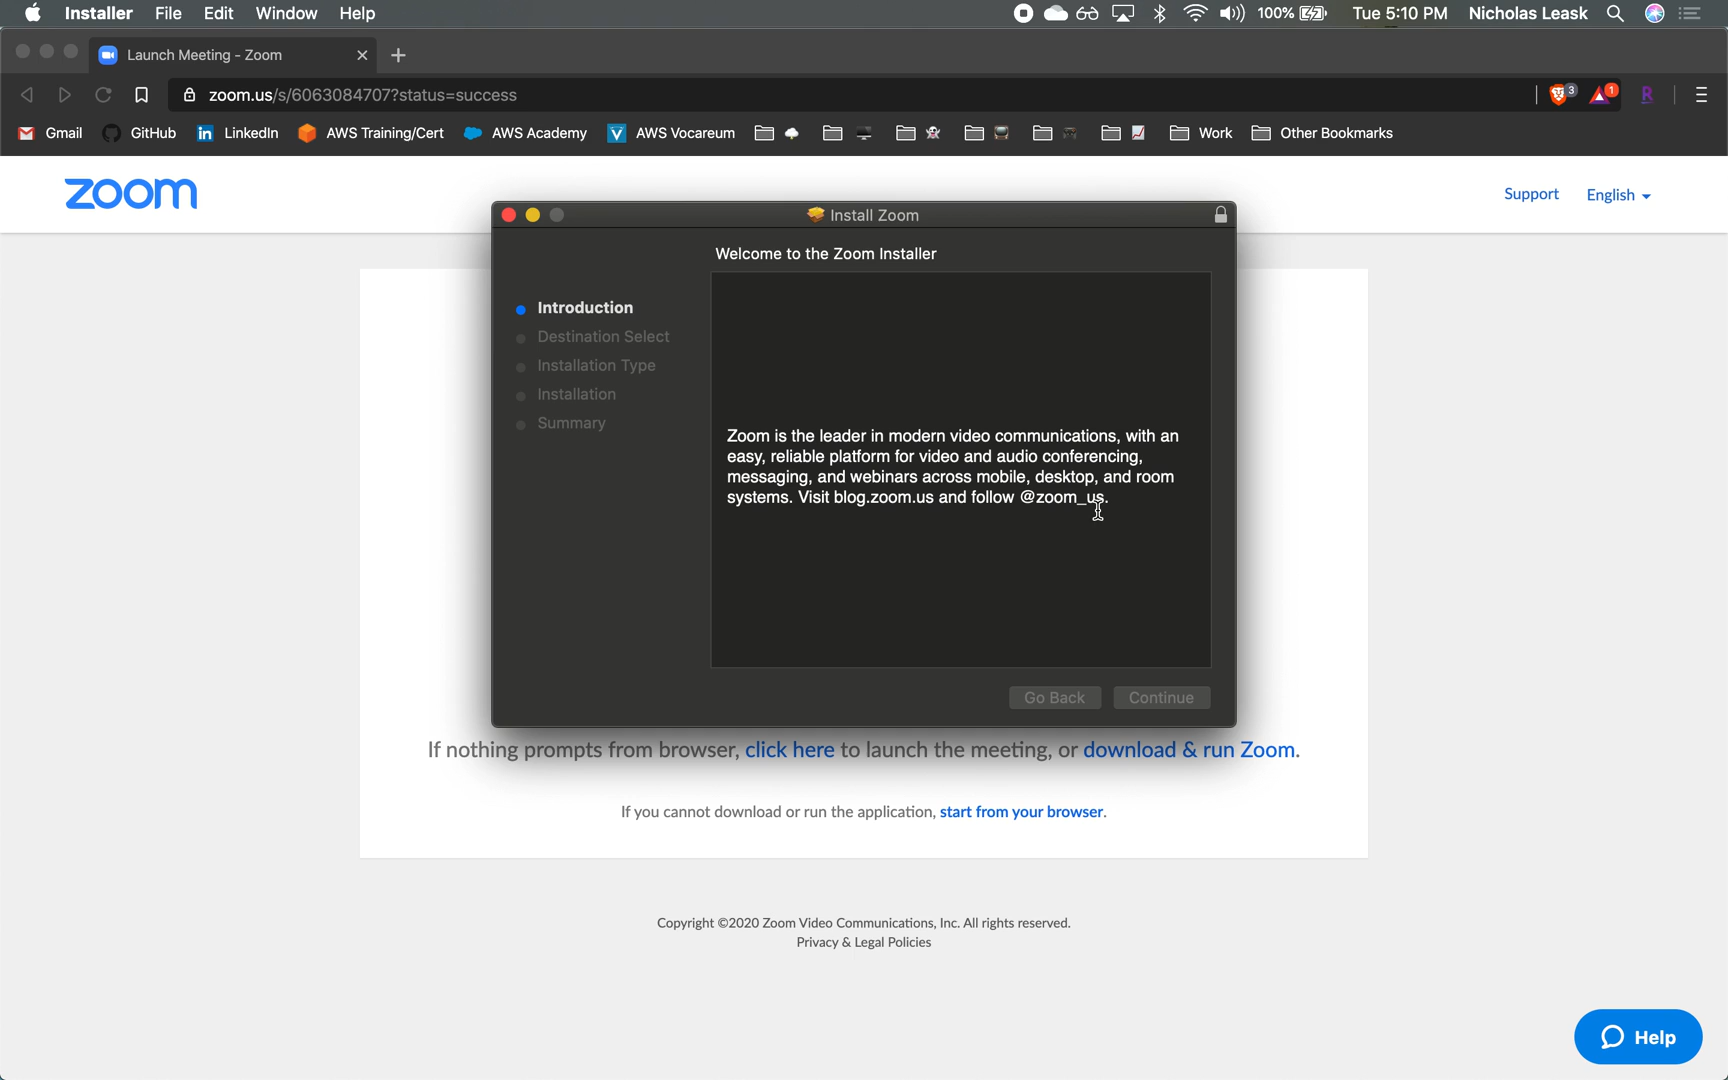 Installer File Edit Window Help 100% Tue 5:10 PM Nicholas Leask
Launch Meeting - Zoom
zoom.us/s/6063084707?status=success
3 1 R
Gmail GitHub LinkedIn AWS Training/Cert AWS Academy AWS Vocareum Work Other Bookmarks
zoom
Support English
Install Zoom
Welcome to the Zoom Installer
Introduction
Destination Select
Installation Type
Installation
Summary
Zoom is the leader in modern video communications, with an
easy, reliable platform for video and audio conferencing,
messaging, and webinars across mobile, desktop, and room
systems. Visit blog.zoom.us and follow @zoom_us.
Go Back Continue
If nothing prompts from browser, click here to launch the meeting, or download & run Zoom.
If you cannot download or run the application, start from your browser.
Copyright ©2020 Zoom Video Communications, Inc. All rights reserved.
Privacy & Legal Policies
Help